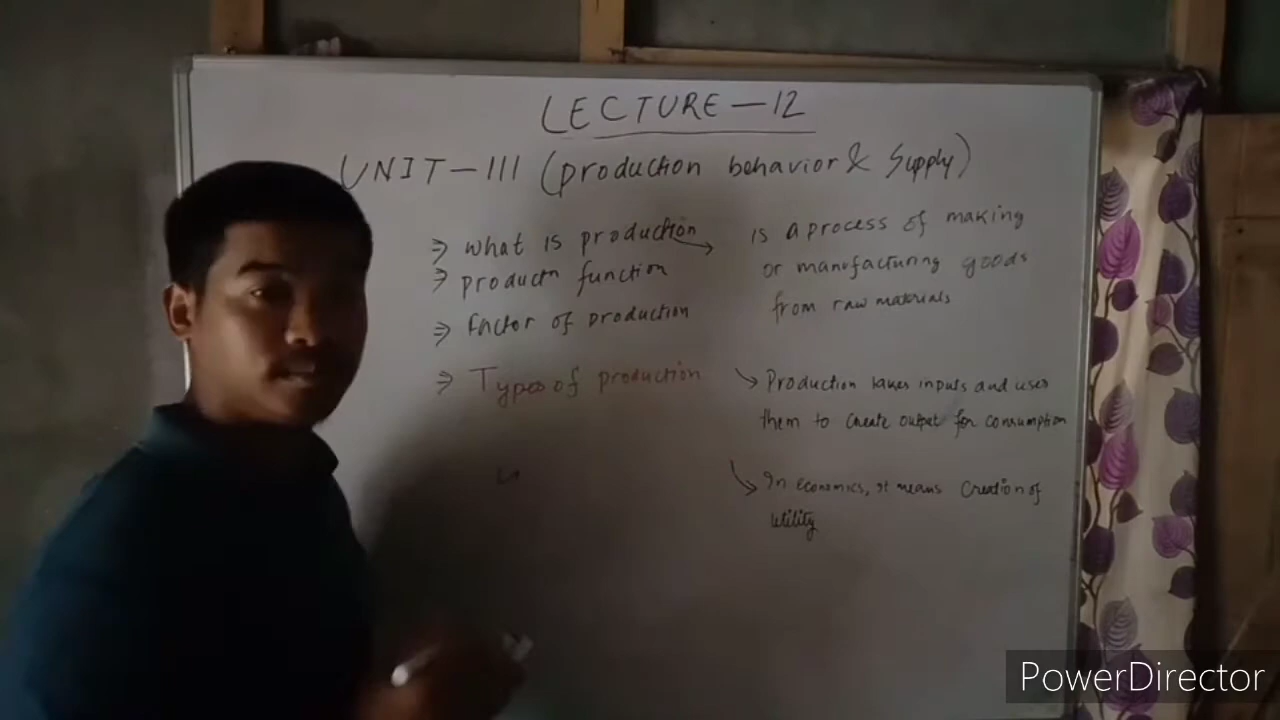 LECTURE - 12
UNIT - III (production behavior & Supply)
⇒ what is production
⇒ productn function
⇒ factor of production
⇒ Types of production
→ is a process of making
or manufacturing goods
from raw materials
↘ Production takes inputs and uses
them to create output for consumption
↘ In economics, it means creation of
utility
PowerDirector